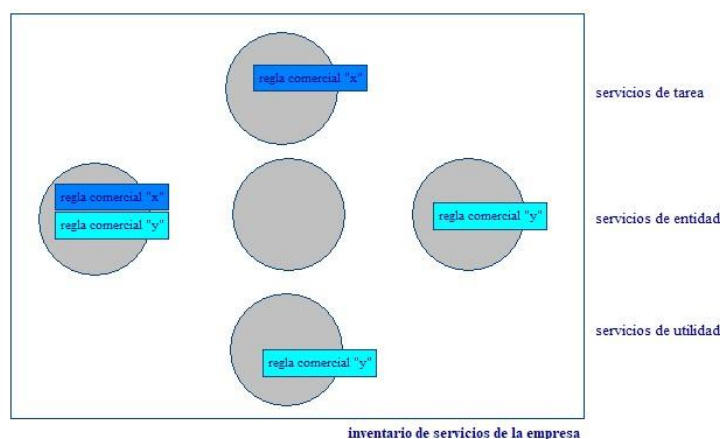 regla comercial "x"
servicios de tarea
regla comercial "x"
regla comercial "y"
regla comercial "y"
servicios de entidad
servicios de utilidad
regla comercial "y"
inventario de servicios de la empresa